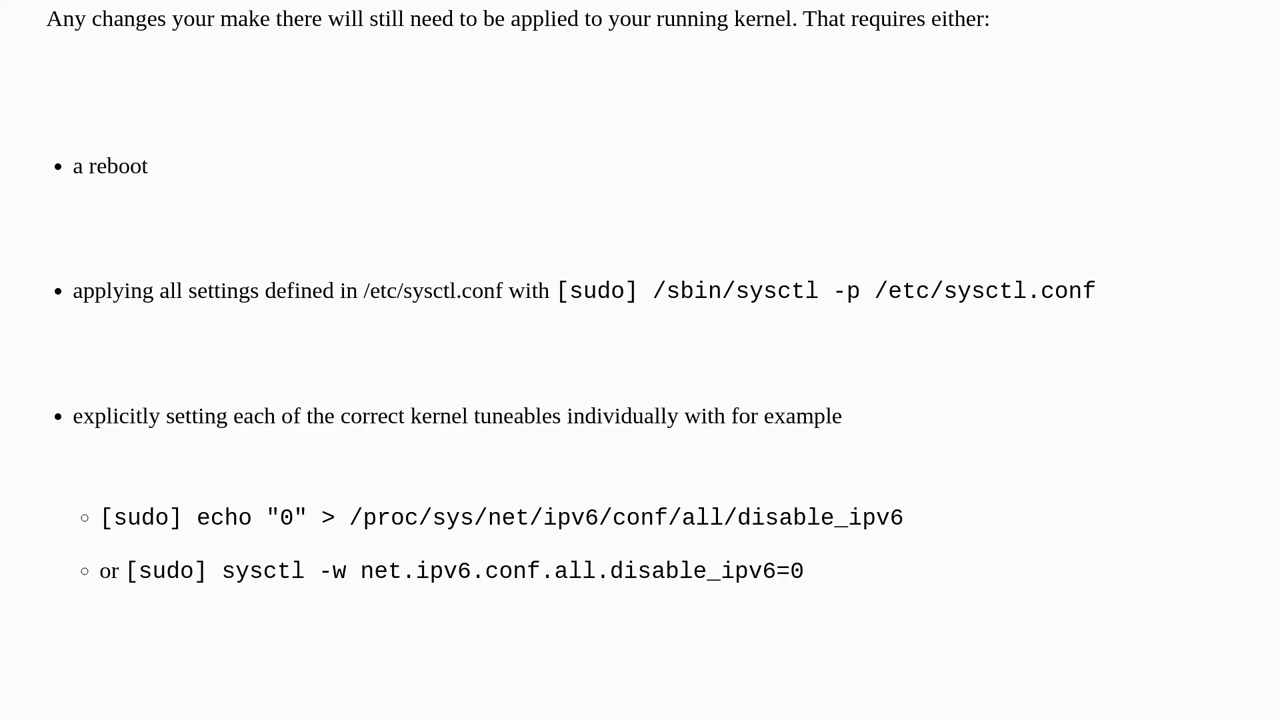 Any changes your make there will still need to be applied to your running kernel. That requires either:
• a reboot
• applying all settings defined in /etc/sysctl.conf with [sudo] /sbin/sysctl -p /etc/sysctl.conf
• explicitly setting each of the correct kernel tuneables individually with for example
○ [sudo] echo "0" > /proc/sys/net/ipv6/conf/all/disable_ipv6
○ or [sudo] sysctl -w net.ipv6.conf.all.disable_ipv6=0